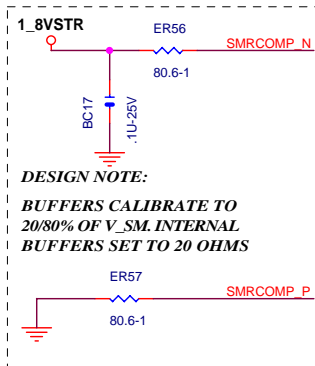 1_8VSTR
ER56
SMRCOMP_N
80.6-1
BC17
.1U-25V
DESIGN NOTE:
BUFFERS CALIBRATE TO
20/80% OF V_SM. INTERNAL
BUFFERS SET TO 20 OHMS
ER57
SMRCOMP_P
80.6-1